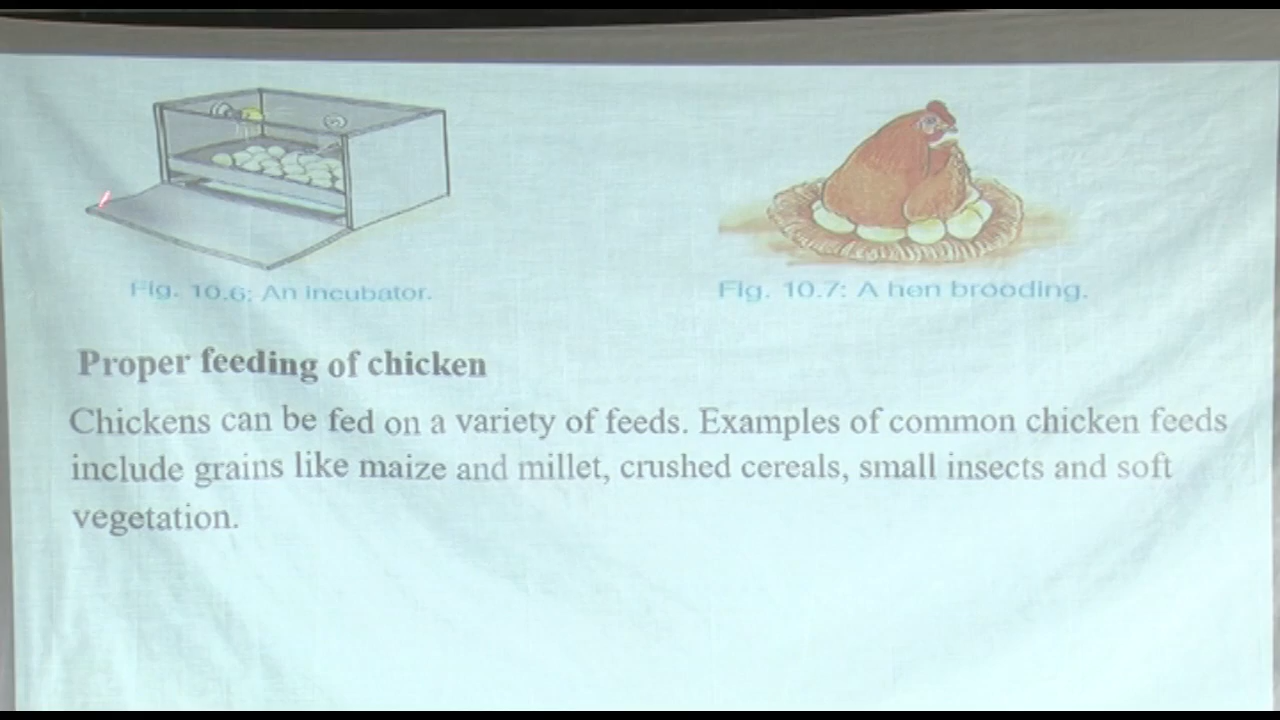 Fig. 10.6: An incubator.
Fig. 10.7: A hen brooding.
Proper feeding of chicken
Chickens can be fed on a variety of feeds. Examples of common chicken feeds
include grains like maize and millet, crushed cereals, small insects and soft
vegetation.